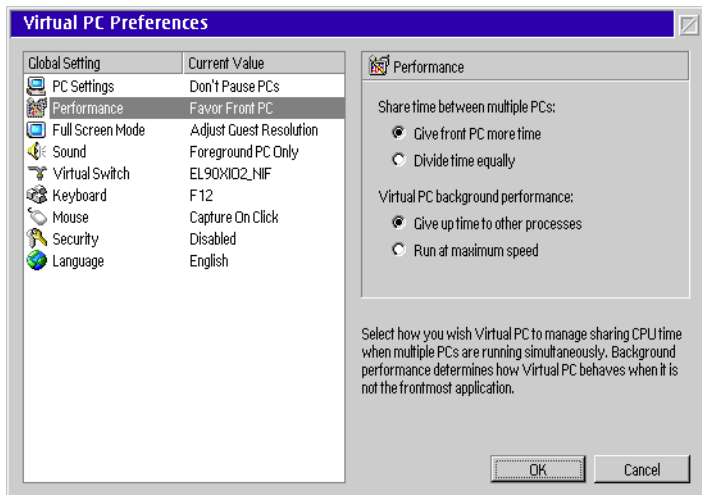 Virtual PC Preferences
Global Setting Current Value
PC Settings Don't Pause PCs
Performance Favor Front PC
Full Screen Mode Adjust Guest Resolution
Sound Foreground PC Only
Virtual Switch EL90XIO2_NIF
Keyboard F12
Mouse Capture On Click
Security Disabled
Language English
Performance
Share time between multiple PCs:
Give front PC more time
Divide time equally
Virtual PC background performance:
Give up time to other processes
Run at maximum speed
Select how you wish Virtual PC to manage sharing CPU time
when multiple PCs are running simultaneously. Background
performance determines how Virtual PC behaves when it is
not the frontmost application.
OK Cancel